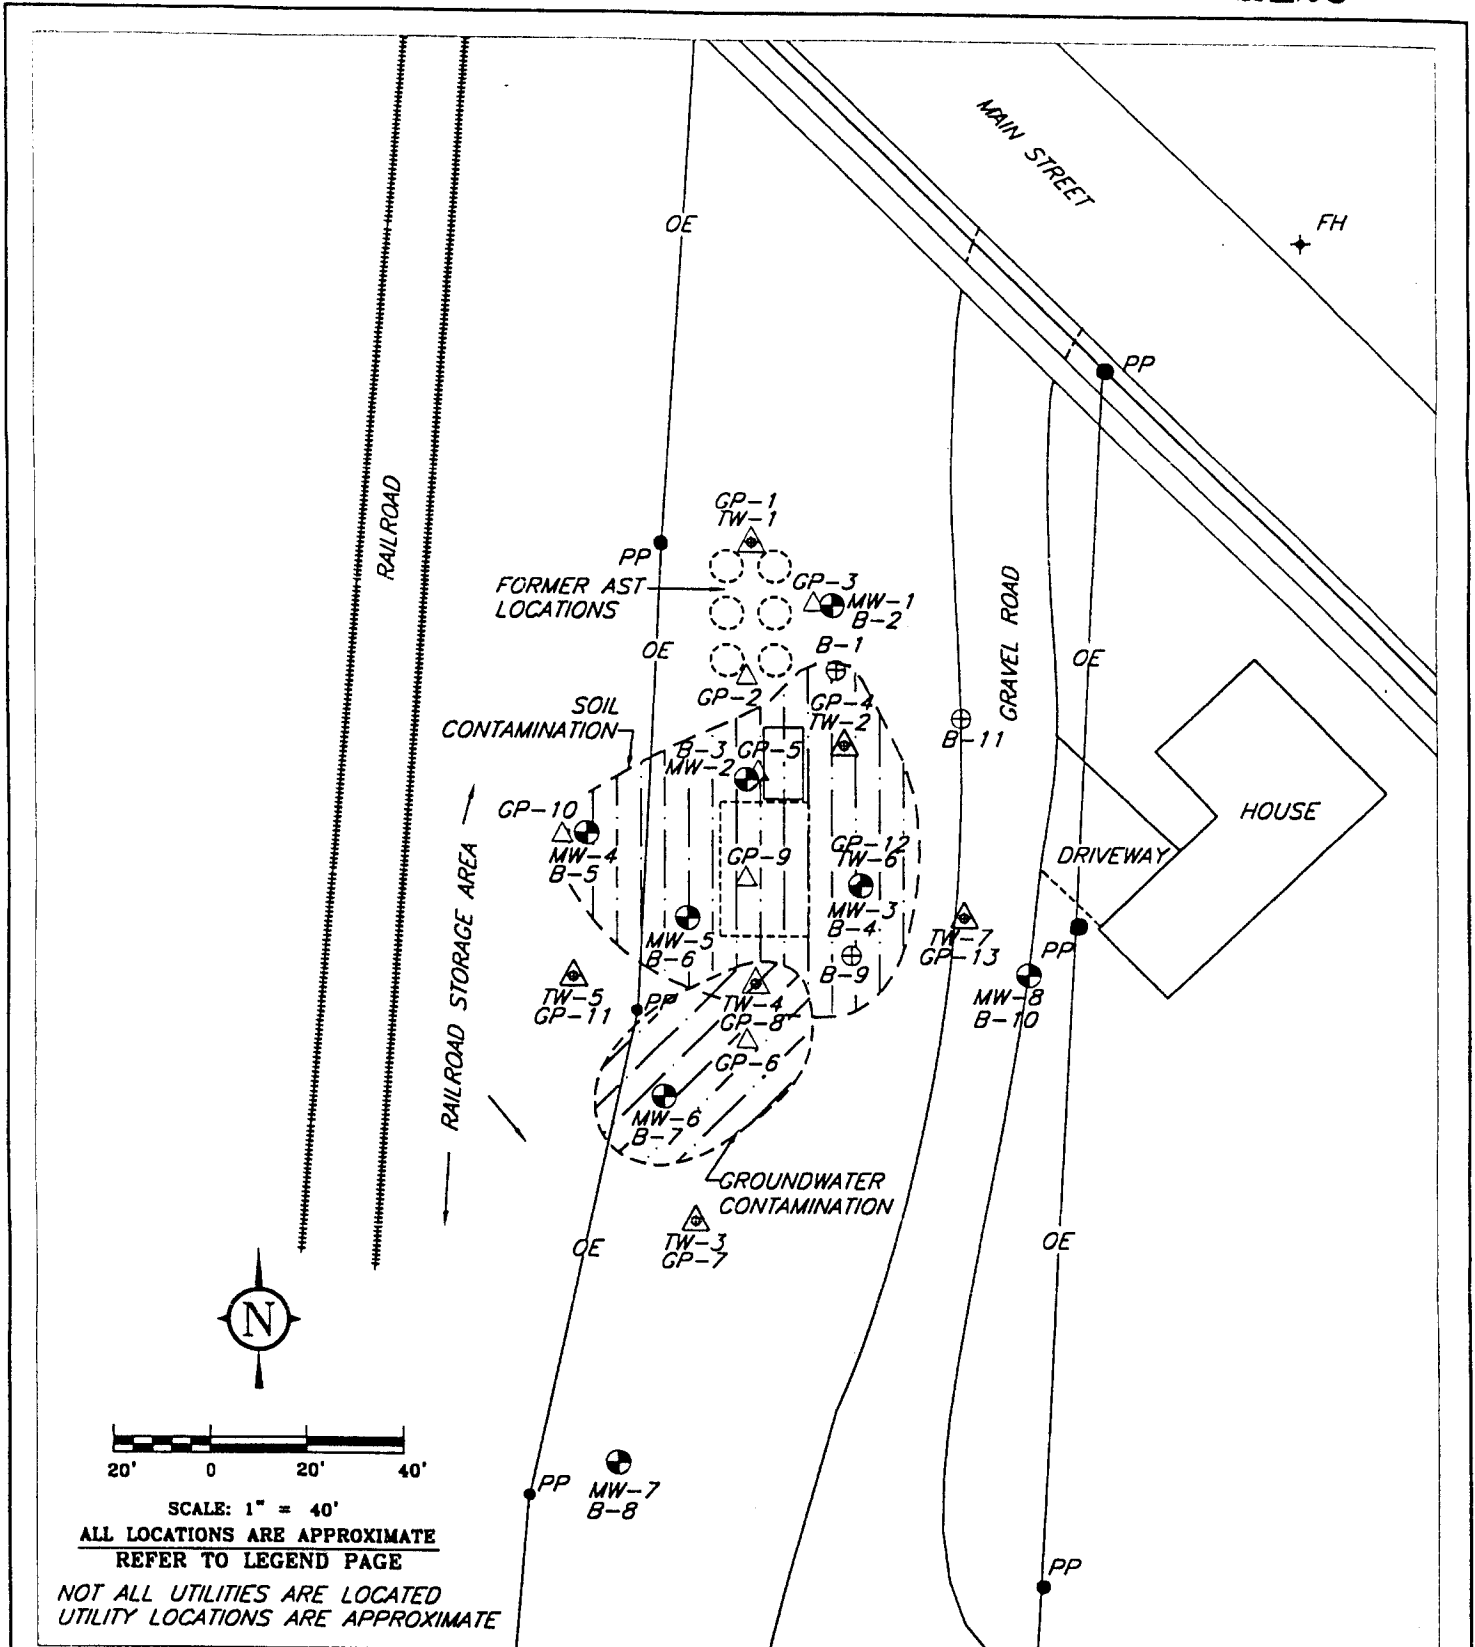 MAIN STREET
FH
OE
PP
RAILROAD
GP-1
TW-1
PP
FORMER AST
LOCATIONS
GP-3
MW-1
B-2
B-1
OE
GRAVEL ROAD
OE
GP-2
GP-4
TW-2
SOIL
CONTAMINATION
B-11
B-3
GP-5
MW-2
HOUSE
GP-10
MW-4
B-5
GP-9
GP-12
TW-6
DRIVEWAY
MW-3
B-4
MW-5
B-6
B-9
TW-7
GP-13
PP
RAILROAD STORAGE AREA
TW-5
GP-11
PP
TW-4
GP-8
MW-8
B-10
GP-6
MW-6
B-7
GROUNDWATER
CONTAMINATION
TW-3
GP-7
OE
OE
N
20' 0 20' 40'
SCALE: 1" = 40'
ALL LOCATIONS ARE APPROXIMATE
REFER TO LEGEND PAGE
NOT ALL UTILITIES ARE LOCATED
UTILITY LOCATIONS ARE APPROXIMATE
PP
MW-7
B-8
PP